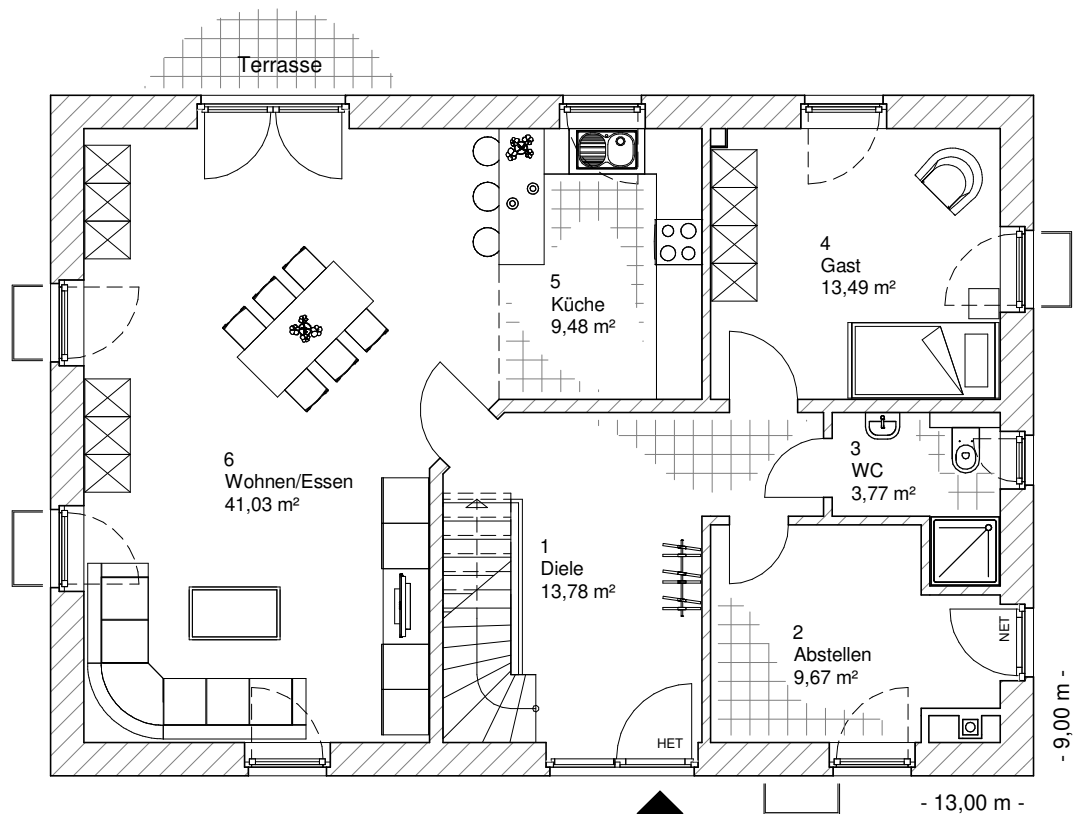 Terrasse
4
Gast
13,49 m²
5
Küche
9,48 m²
3
WC
3,77 m²
6
Wohnen/Essen
41,03 m²
1
Diele
13,78 m²
2
Abstellen
9,67 m²
NET
HET
- 9,00 m -
- 13,00 m -